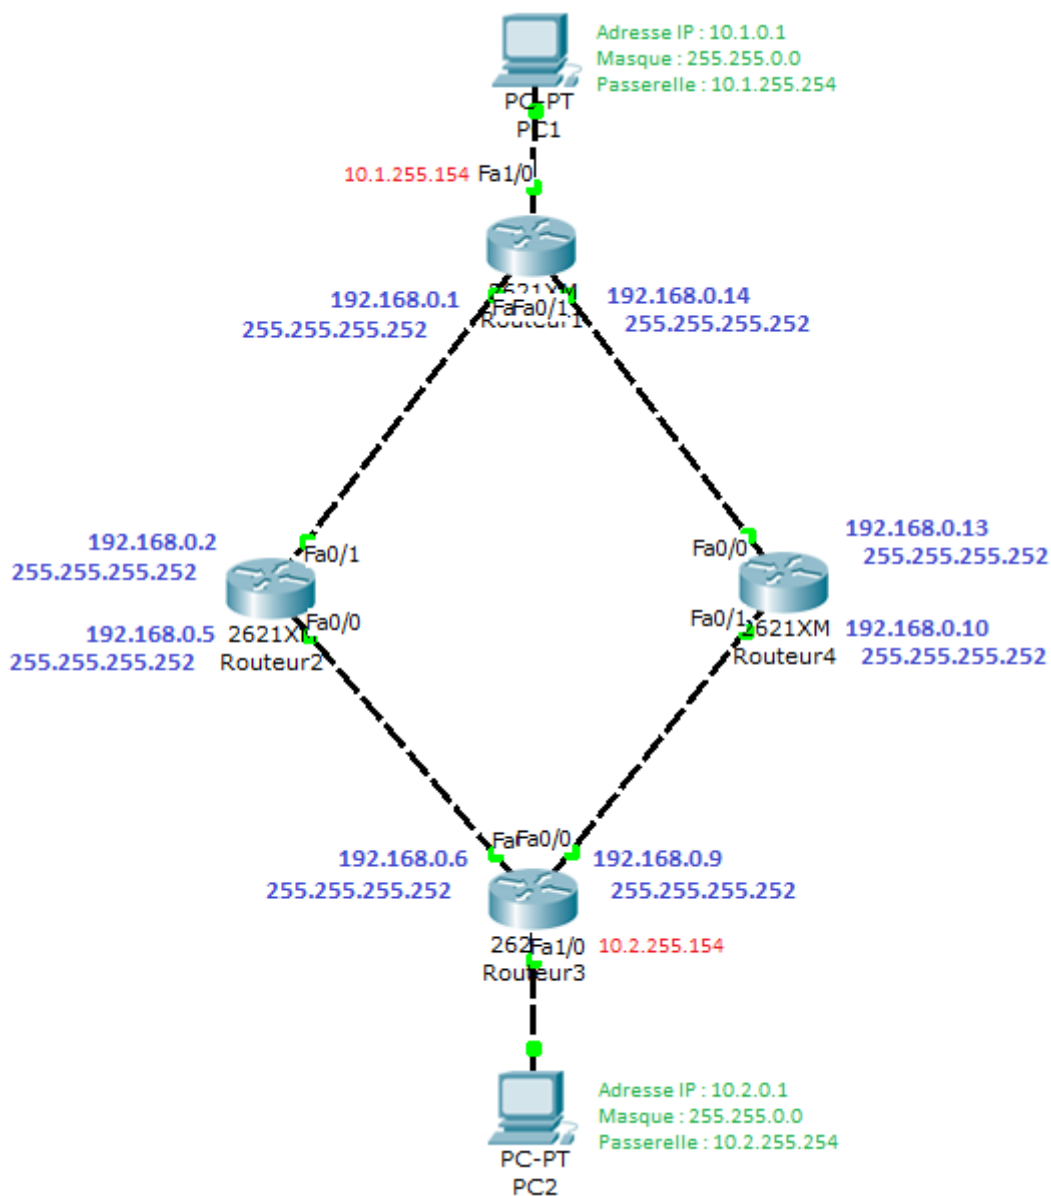 Adresse IP : 10.1.0.1
Masque : 255.255.0.0
Passerelle : 10.1.255.254
PC-PT
PC1
10.1.255.154 Fa1/0
192.168.0.1
255.255.255.252
192.168.0.14
255.255.255.252
2621XM
Fa0/1
Routeur1
192.168.0.2
255.255.255.252
Fa0/1
Fa0/0
192.168.0.5
255.255.255.252
Routeur2
Fa0/0
192.168.0.13
255.255.255.252
Fa0/1
2621XM
Routeur4
192.168.0.10
255.255.255.252
Fa0/0
192.168.0.6
255.255.255.252
192.168.0.9
255.255.255.252
Fa1/0 10.2.255.154
Routeur3
Adresse IP : 10.2.0.1
Masque : 255.255.0.0
Passerelle : 10.2.255.254
PC-PT
PC2